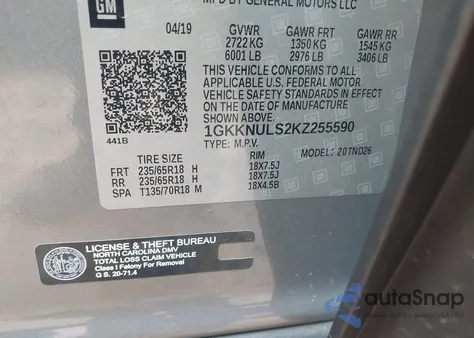 MFD BY GENERAL MOTORS LLC
GM
04/19 GVWR GAWR FRT GAWR RR
2722 KG 1350 KG 1545 KG
6001 LB 2976 LB 3406 LB
THIS VEHICLE CONFORMS TO ALL
APPLICABLE U.S. FEDERAL MOTOR
VEHICLE SAFETY STANDARDS IN
EFFECT ON THE DATE OF MANUFACTURE
SHOWN ABOVE.
441B
1GKKNULS2KZ255590
TYPE: M.P.V. MODEL: 20TND26
TIRE SIZE RIM
FRT 235/65R18 H 18X7.5J
RR 235/65R18 H 18X7.5J
SPA T135/70R18 M 18X4.5B
LICENSE & THEFT BUREAU
NORTH CAROLINA DMV
TOTAL LOSS CLAIM VEHICLE
Class I Felony For Removal
G S. 20-71.4
autoSnap
www.autosnap.cc